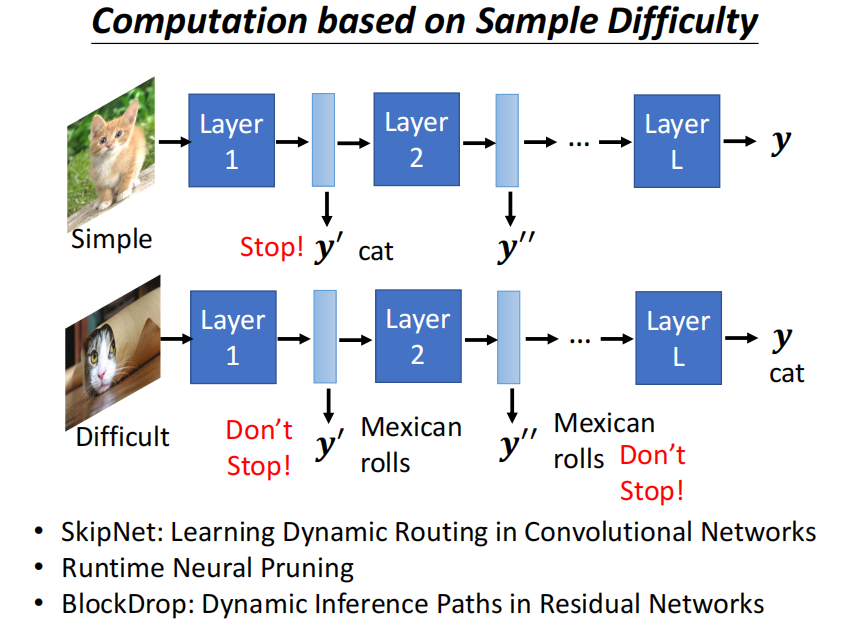 Computation based on Sample Difficulty
Layer
1
Layer
2
...
Layer
L
y
Simple
Stop! y′ cat
y′′
Layer
1
Layer
2
...
Layer
L
y
cat
Difficult
Don’t
Stop!
y′
Mexican
rolls
y′′
Mexican
rolls
Don’t
Stop!
• SkipNet: Learning Dynamic Routing in Convolutional Networks
• Runtime Neural Pruning
• BlockDrop: Dynamic Inference Paths in Residual Networks